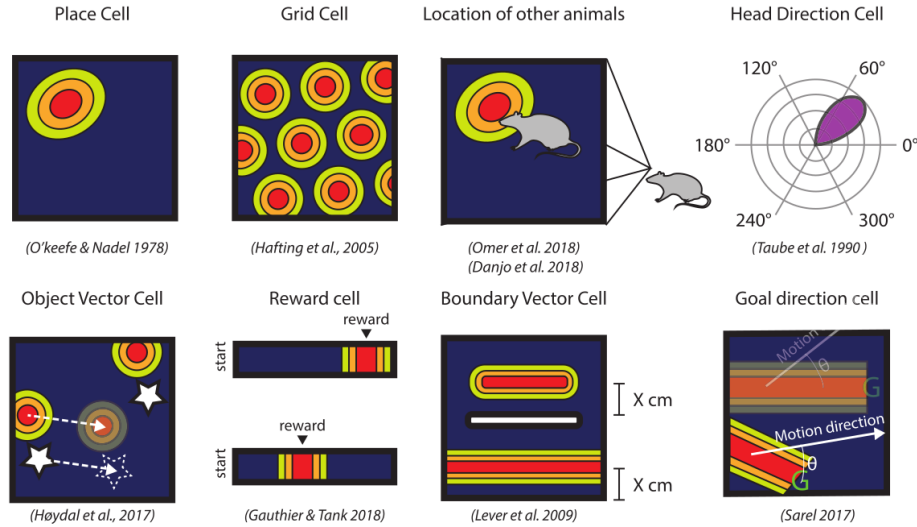 Place Cell
Grid Cell
Location of other animals
Head Direction Cell
120°
60°
180°
0°
240°
300°
(O'keefe & Nadel 1978)
(Hafting et al., 2005)
(Omer et al. 2018)
(Danjo et al. 2018)
(Taube et al. 1990 )
Object Vector Cell
Reward cell
Boundary Vector Cell
Goal direction cell
reward
start
reward
start
X cm
X cm
Motion
θ
G
Motion direction
θ
G
(Høydal et al., 2017)
(Gauthier & Tank 2018)
(Lever et al. 2009)
(Sarel 2017)